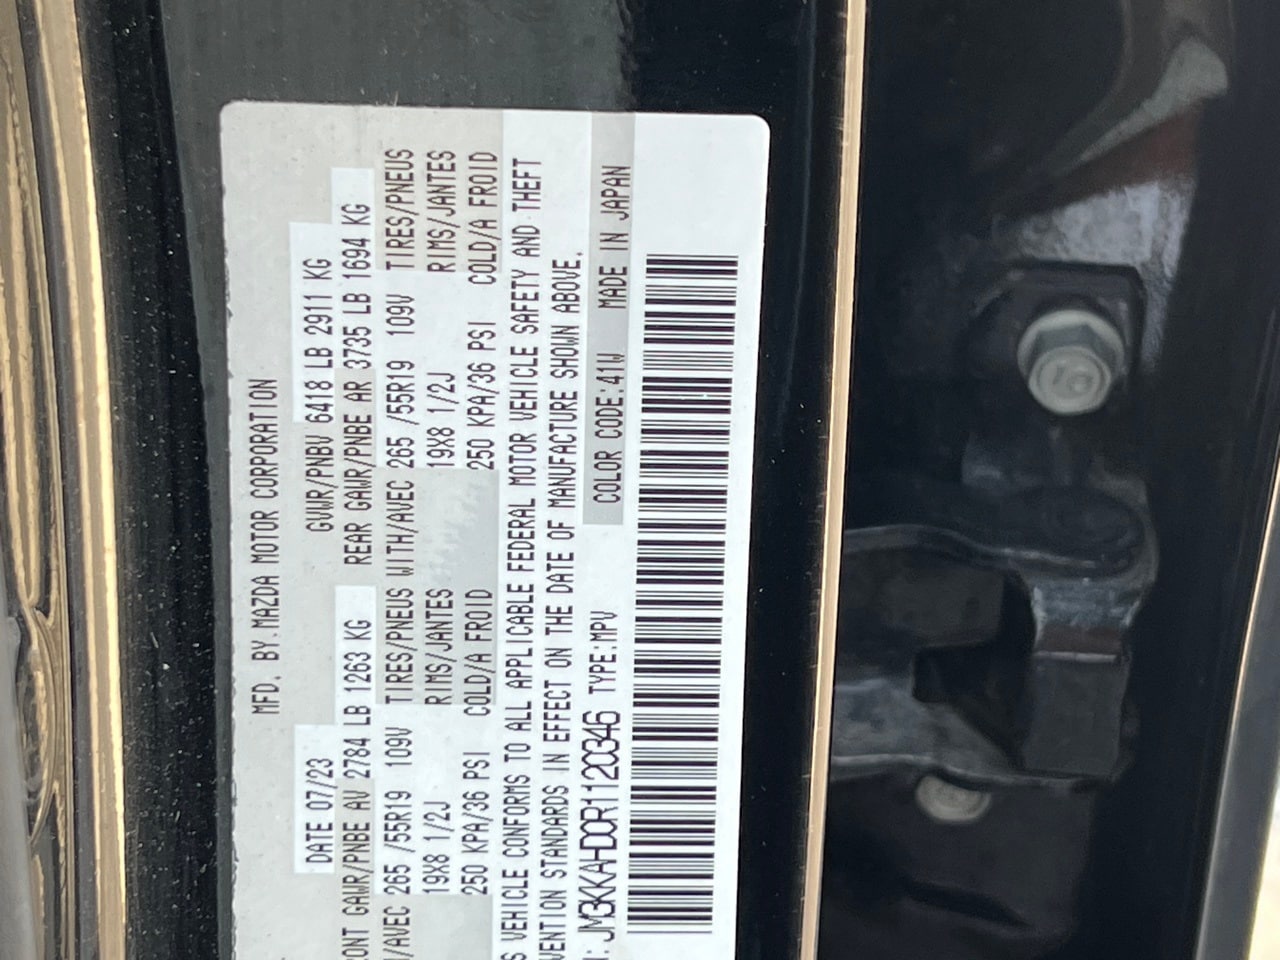 MFD. BY. MAZDA MOTOR CORPORATION
DATE 07/23 GVWR/PNBV 6418 LB 2911 KG
RONT GAWR/PNBE AV 2784 LB 1263 KG REAR GAWR/PNBE AR 3735 LB 1694 KG
/AVEC 265 /55R19 109V TIRES/PNEUS WITH/AVEC 265 /55R19 109V TIRES/PNEUS
19X8 1/2J RIMS/JANTES 19X8 1/2J RIMS/JANTES
250 KPA/36 PSI COLD/A FROID 250 KPA/36 PSI COLD/A FROID
S VEHICLE CONFORMS TO ALL APPLICABLE FEDERAL MOTOR VEHICLE SAFETY AND THEFT
VENTION STANDARDS IN EFFECT ON THE DATE OF MANUFACTURE SHOWN ABOVE.
: JM3KKAHD0R1120346 TYPE:MPV COLOR CODE:41W MADE IN JAPAN